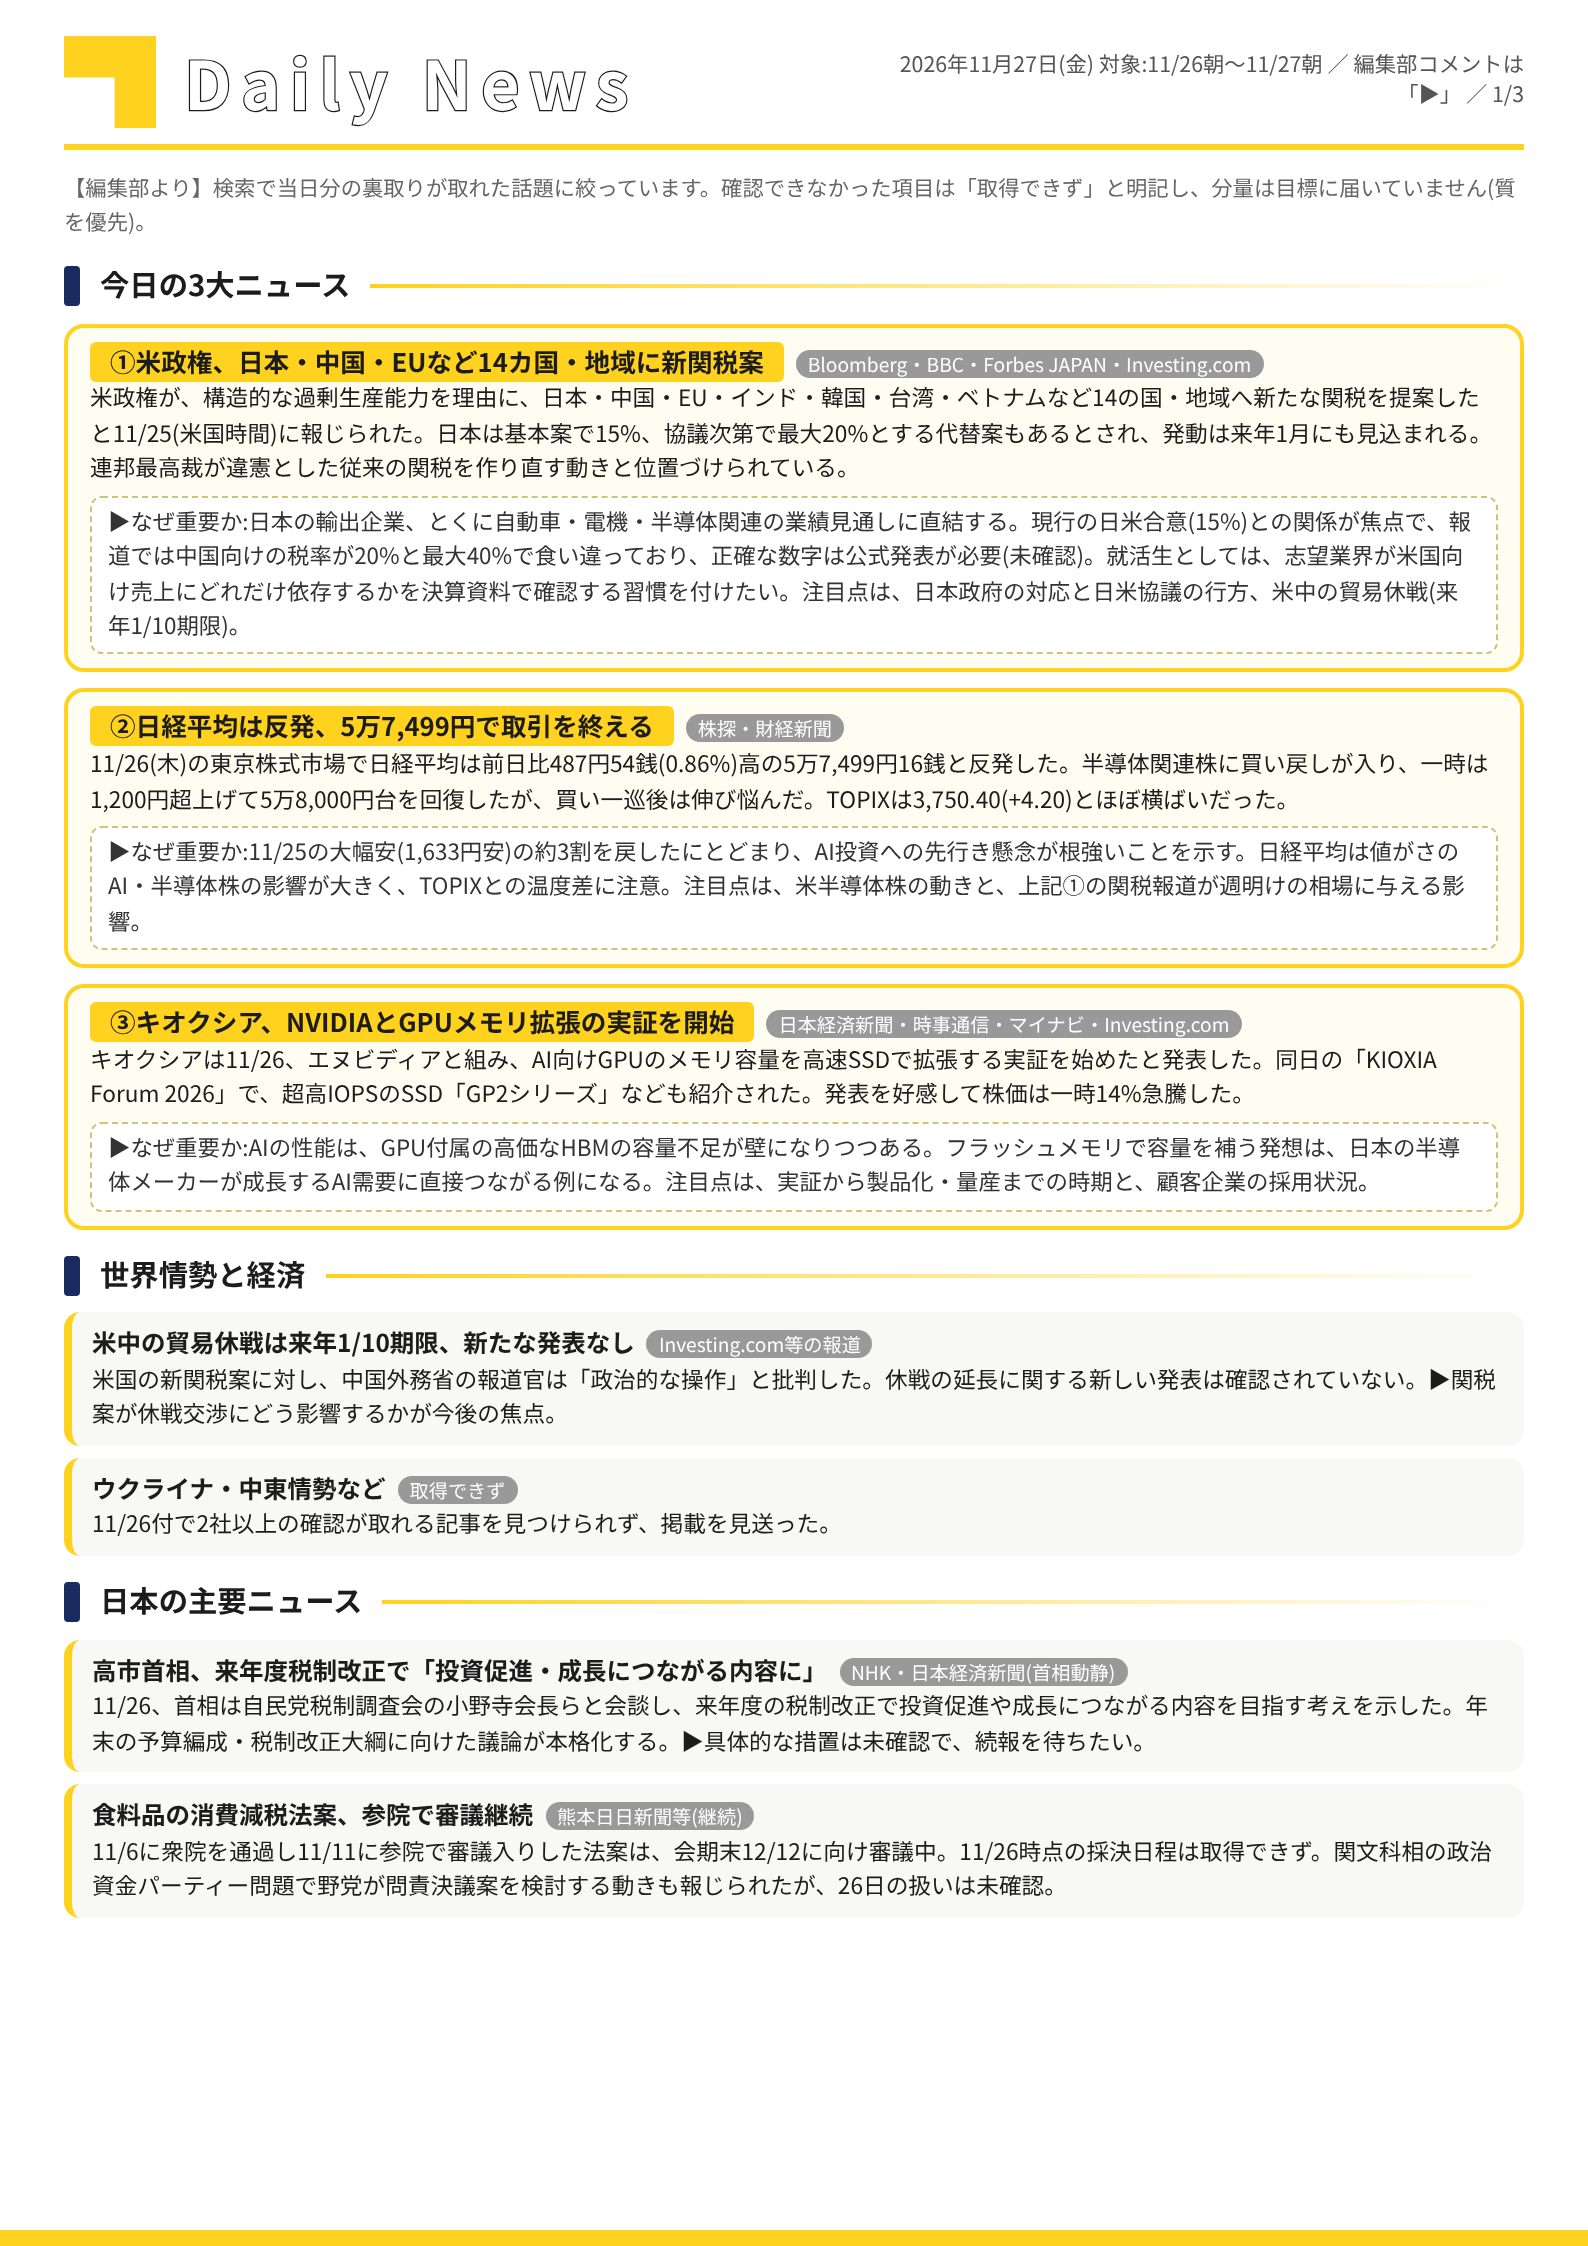 Daily News
2026年11月27日(金) 対象:11/26朝〜11/27朝 ／ 編集部コメントは
「▶」 ／ 1/3
【編集部より】検索で当日分の裏取りが取れた話題に絞っています。確認できなかった項目は「取得できず」と明記し、分量は目標に届いていません(質
を優先)。
今日の3大ニュース
①米政権、日本・中国・EUなど14カ国・地域に新関税案 Bloomberg・BBC・Forbes JAPAN・Investing.com
米政権が、構造的な過剰生産能力を理由に、日本・中国・EU・インド・韓国・台湾・ベトナムなど14の国・地域へ新たな関税を提案した
と11/25(米国時間)に報じられた。日本は基本案で15%、協議次第で最大20%とする代替案もあるとされ、発動は来年1月にも見込まれる。
連邦最高裁が違憲とした従来の関税を作り直す動きと位置づけられている。
▶なぜ重要か:日本の輸出企業、とくに自動車・電機・半導体関連の業績見通しに直結する。現行の日米合意(15%)との関係が焦点で、報
道では中国向けの税率が20%と最大40%で食い違っており、正確な数字は公式発表が必要(未確認)。就活生としては、志望業界が米国向
け売上にどれだけ依存するかを決算資料で確認する習慣を付けたい。注目点は、日本政府の対応と日米協議の行方、米中の貿易休戦(来
年1/10期限)。
②日経平均は反発、5万7,499円で取引を終える 株探・財経新聞
11/26(木)の東京株式市場で日経平均は前日比487円54銭(0.86%)高の5万7,499円16銭と反発した。半導体関連株に買い戻しが入り、一時は
1,200円超上げて5万8,000円台を回復したが、買い一巡後は伸び悩んだ。TOPIXは3,750.40(+4.20)とほぼ横ばいだった。
▶なぜ重要か:11/25の大幅安(1,633円安)の約3割を戻したにとどまり、AI投資への先行き懸念が根強いことを示す。日経平均は値がさの
AI・半導体株の影響が大きく、TOPIXとの温度差に注意。注目点は、米半導体株の動きと、上記①の関税報道が週明けの相場に与える影
響。
③キオクシア、NVIDIAとGPUメモリ拡張の実証を開始 日本経済新聞・時事通信・マイナビ・Investing.com
キオクシアは11/26、エヌビディアと組み、AI向けGPUのメモリ容量を高速SSDで拡張する実証を始めたと発表した。同日の「KIOXIA
Forum 2026」で、超高IOPSのSSD「GP2シリーズ」なども紹介された。発表を好感して株価は一時14%急騰した。
▶なぜ重要か:AIの性能は、GPU付属の高価なHBMの容量不足が壁になりつつある。フラッシュメモリで容量を補う発想は、日本の半導
体メーカーが成長するAI需要に直接つながる例になる。注目点は、実証から製品化・量産までの時期と、顧客企業の採用状況。
世界情勢と経済
米中の貿易休戦は来年1/10期限、新たな発表なし Investing.com等の報道
米国の新関税案に対し、中国外務省の報道官は「政治的な操作」と批判した。休戦の延長に関する新しい発表は確認されていない。▶関税
案が休戦交渉にどう影響するかが今後の焦点。
ウクライナ・中東情勢など 取得できず
11/26付で2社以上の確認が取れる記事を見つけられず、掲載を見送った。
日本の主要ニュース
高市首相、来年度税制改正で「投資促進・成長につながる内容に」 NHK・日本経済新聞(首相動静)
11/26、首相は自民党税制調査会の小野寺会長らと会談し、来年度の税制改正で投資促進や成長につながる内容を目指す考えを示した。年
末の予算編成・税制改正大綱に向けた議論が本格化する。▶具体的な措置は未確認で、続報を待ちたい。
食料品の消費減税法案、参院で審議継続 熊本日日新聞等(継続)
11/6に衆院を通過し11/11に参院で審議入りした法案は、会期末12/12に向け審議中。11/26時点の採決日程は取得できず。関文科相の政治
資金パーティー問題で野党が問責決議案を検討する動きも報じられたが、26日の扱いは未確認。